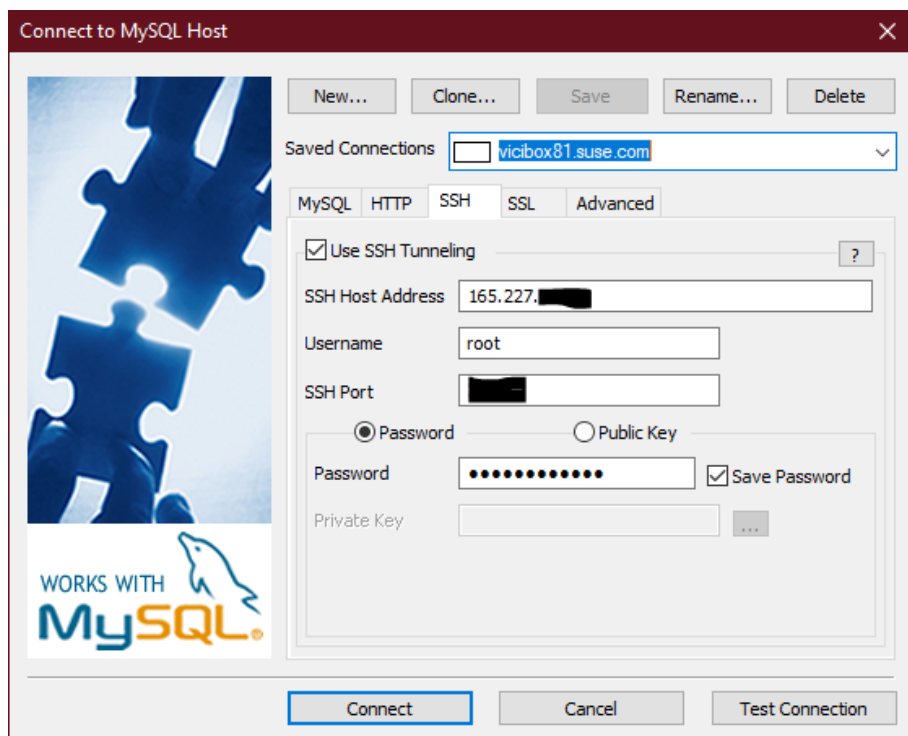 Connect to MySQL Host
New... Clone... Save Rename... Delete
Saved Connections vicibox81.suse.com
MySQL HTTP SSH SSL Advanced
Use SSH Tunneling ?
SSH Host Address 165.227.
Username root
SSH Port
Password Public Key
Password ●●●●●●●●●●●● Save Password
Private Key ...
WORKS WITH
MySQL®
Connect Cancel Test Connection